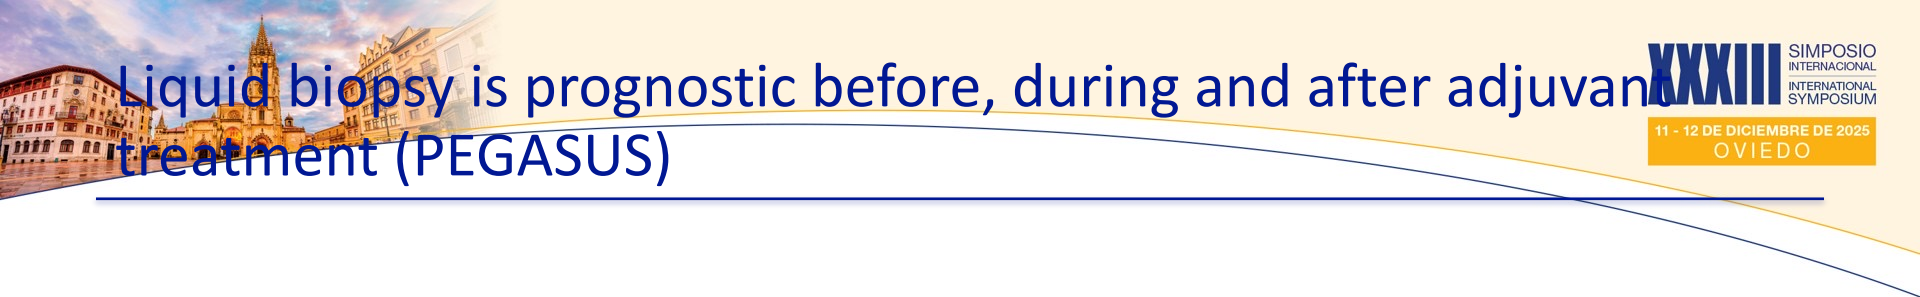 Liquid biopsy is prognostic before, during and after adjuvant
treatment (PEGASUS)
XXXIII
SIMPOSIO
INTERNACIONAL
INTERNATIONAL
SYMPOSIUM
11 - 12 DE DICIEMBRE DE 2025
OVIEDO